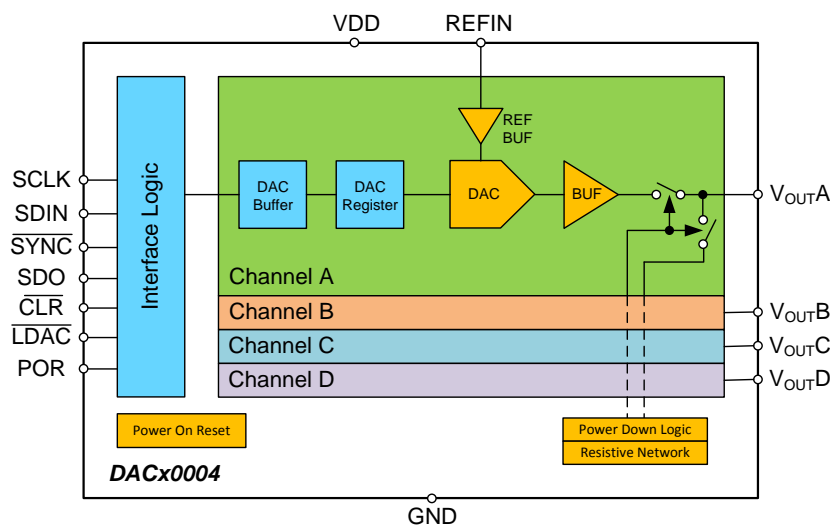 VDD REFIN
REF
BUF
SCLK
SDIN
SYNC
SDO
CLR
LDAC
POR
Interface Logic
DAC
Buffer
DAC
Register
DAC
BUF
VOUTA
Channel A
Channel B
VOUTB
Channel C
VOUTC
Channel D
VOUTD
Power On Reset
Power Down Logic
Resistive Network
DACx0004
GND